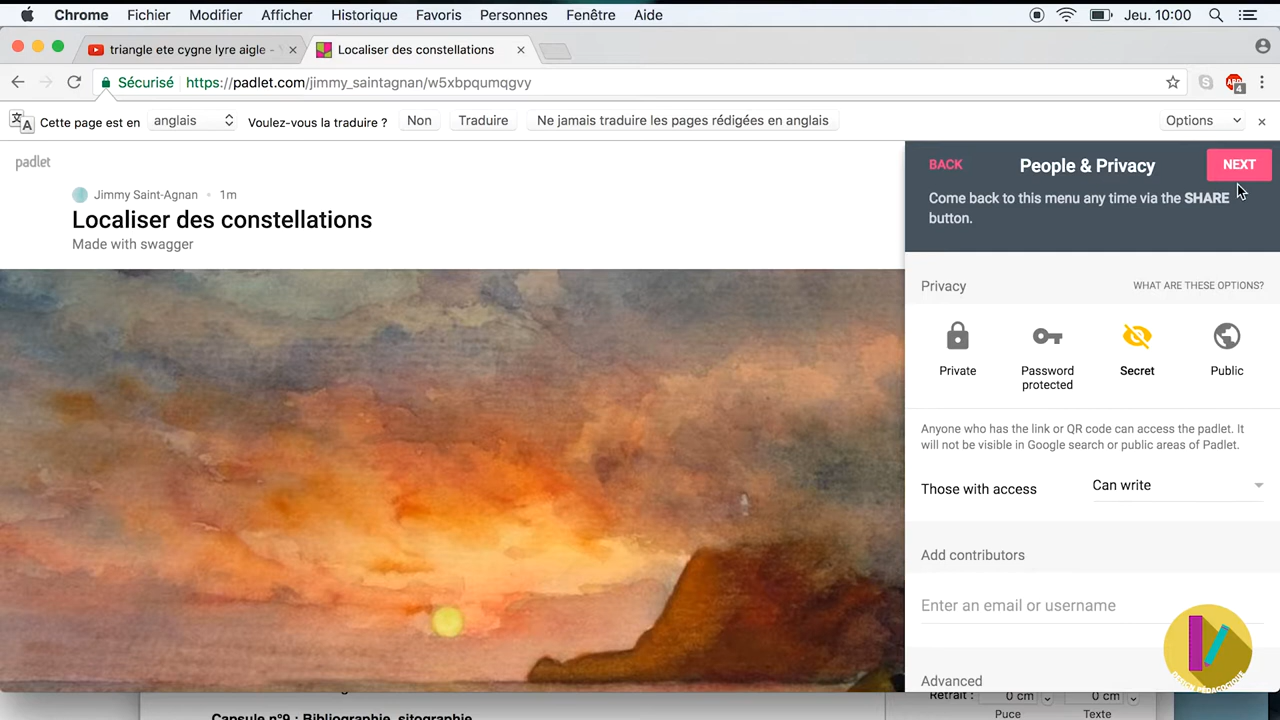 Chrome Fichier Modifier Afficher Historique Favoris Personnes Fenêtre Aide Jeu. 10:00
triangle ete cygne lyre aigle - Localiser des constellations
Sécurisé https://padlet.com/jimmy_saintagnan/w5xbpqumqgvy
4
Cette page est en anglais Voulez-vous la traduire ? Non Traduire Ne jamais traduire les pages rédigées en anglais Options
padlet
Jimmy Saint-Agnan • 1m
Localiser des constellations
Made with swagger
BACK People & Privacy NEXT
Come back to this menu any time via the SHARE
button.
Privacy WHAT ARE THESE OPTIONS?
Private Password Secret Public
protected
Anyone who has the link or QR code can access the padlet. It
will not be visible in Google search or public areas of Padlet.
Those with access Can write
Add contributors
Enter an email or username
Advanced
Retrait : 0 cm 0 cm
Puce Texte
Capsule n°9 : Bibliographie, sitographie